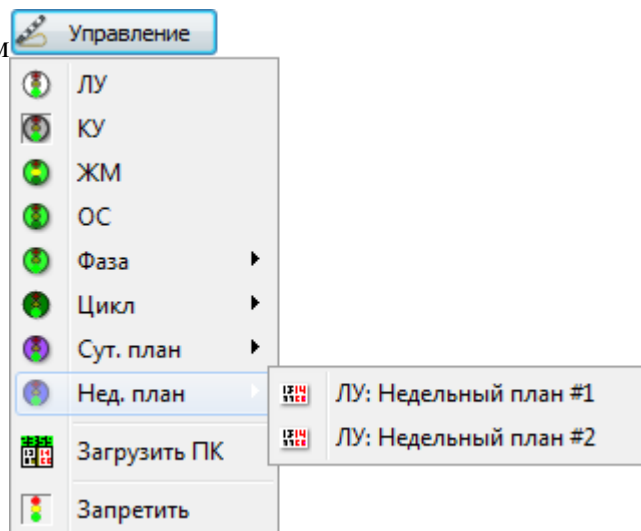 м
Управление
ЛУ
КУ
ЖМ
ОС
Фаза
Цикл
Сут. план
Нед. план
ЛУ: Недельный план #1
ЛУ: Недельный план #2
Загрузить ПК
Запретить